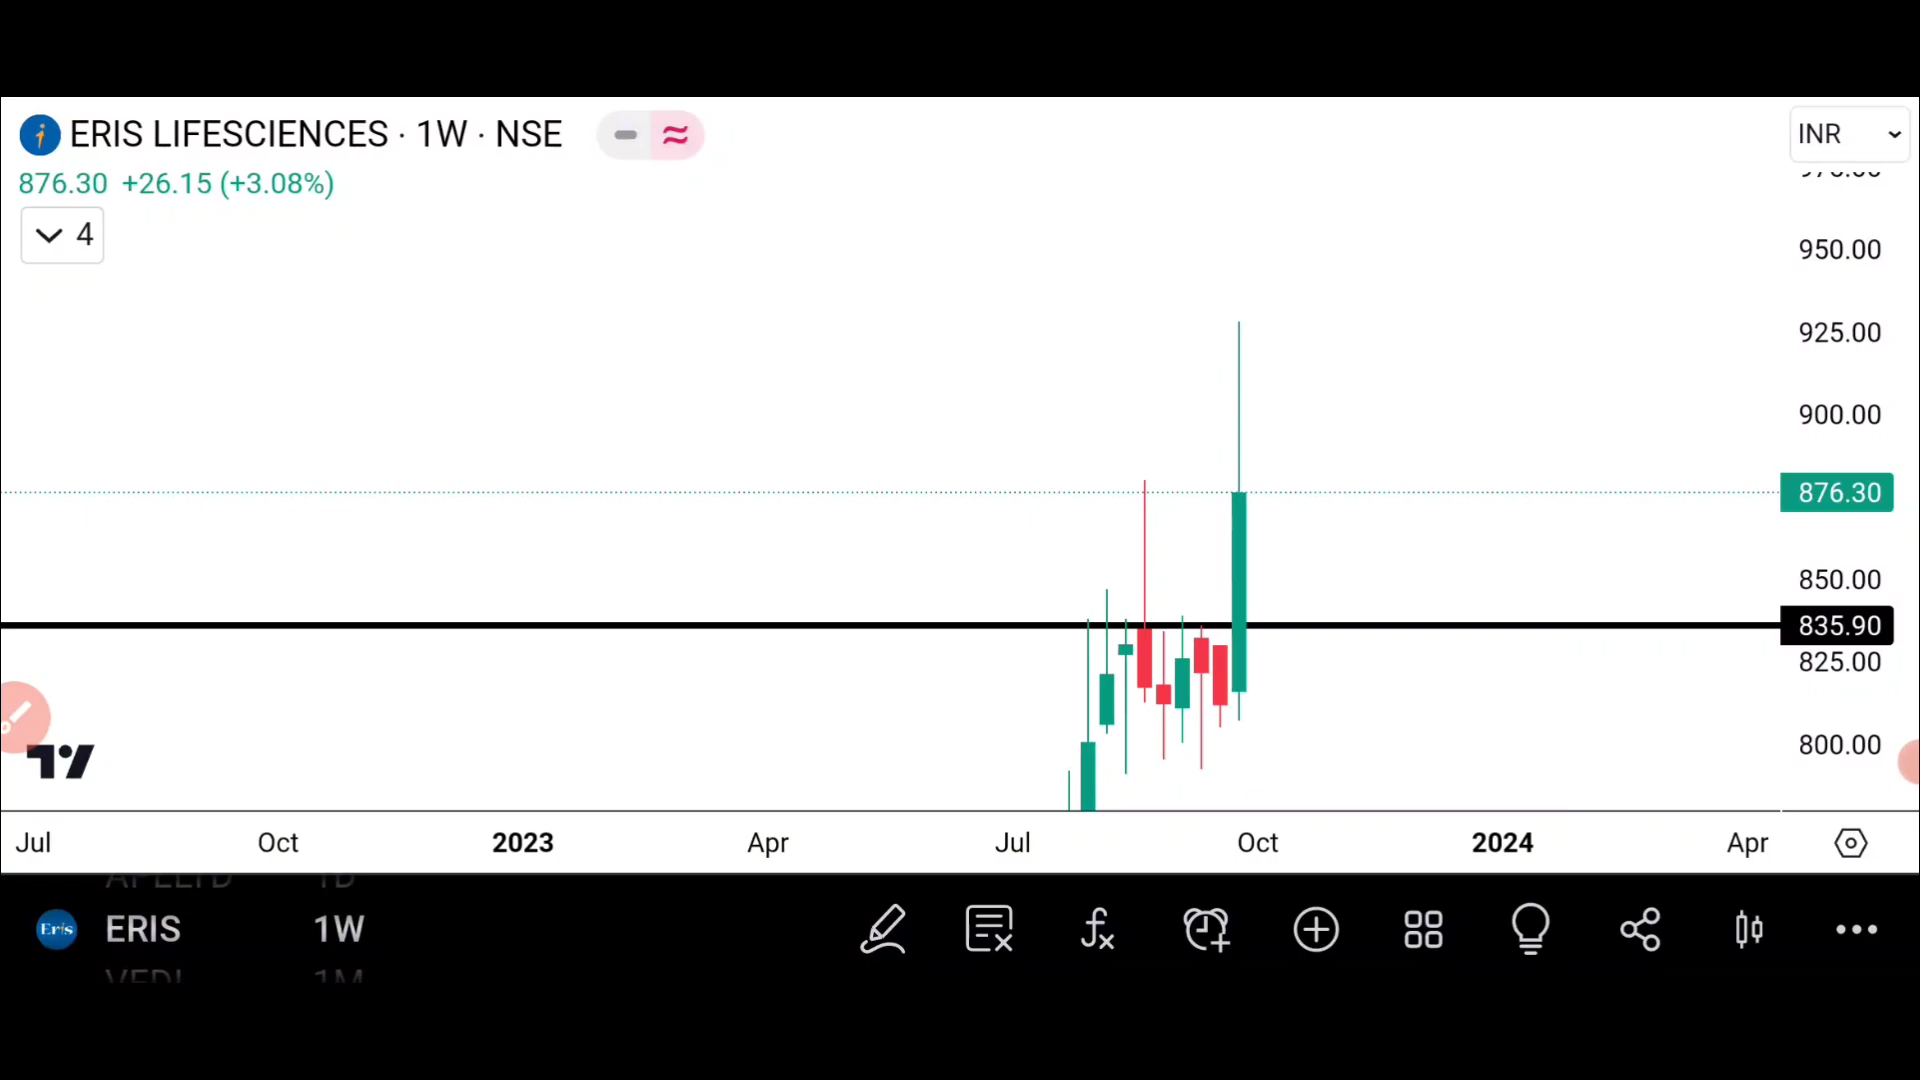 ERIS LIFESCIENCES · 1W · NSE
INR
876.30 +26.15 (+3.08%)
4
950.00
925.00
900.00
876.30
850.00
835.90
825.00
800.00
Jul Oct 2023 Apr Jul Oct 2024 Apr
Eris ERIS 1W